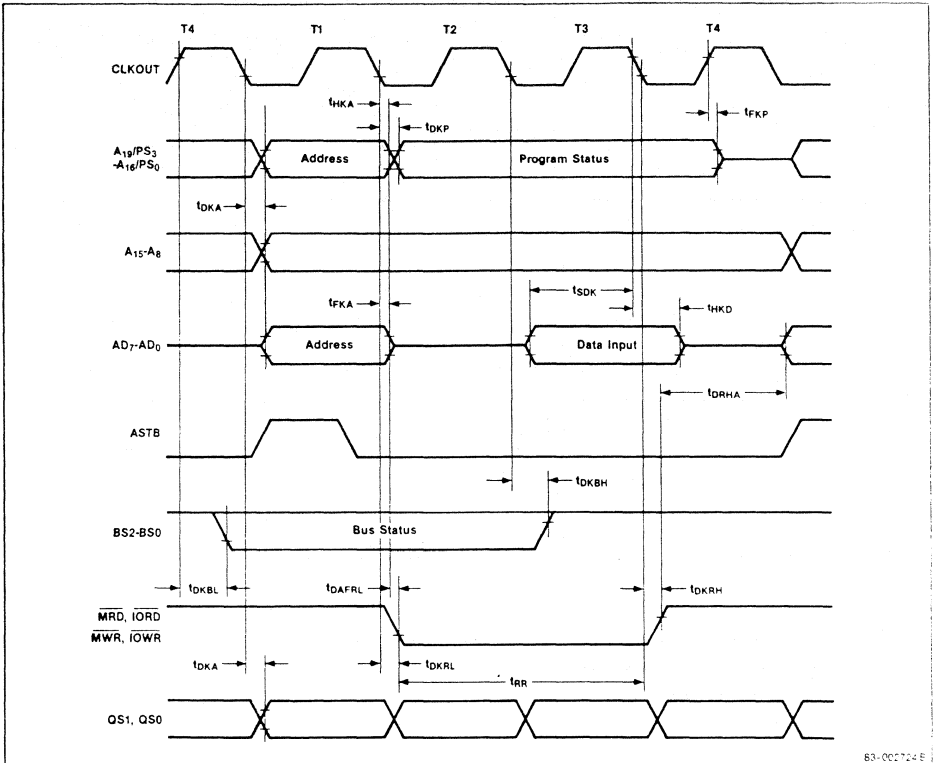 T4 T1 T2 T3 T4
CLKOUT
tHKA
tDKP
tFKP
A19/PS3
-A16/PS0
Address
Program Status
tDKA
A15-A8
tSDK
tFKA
tHKD
AD7-AD0
Address
Data Input
tDRHA
ASTB
tDKBH
BS2-BS0
Bus Status
tDKBL
tDAFRL
tDKRH
MRD, IORD
MWR, IOWR
tDKA
tDKRL
tRR
QS1, QS0
83-002724B